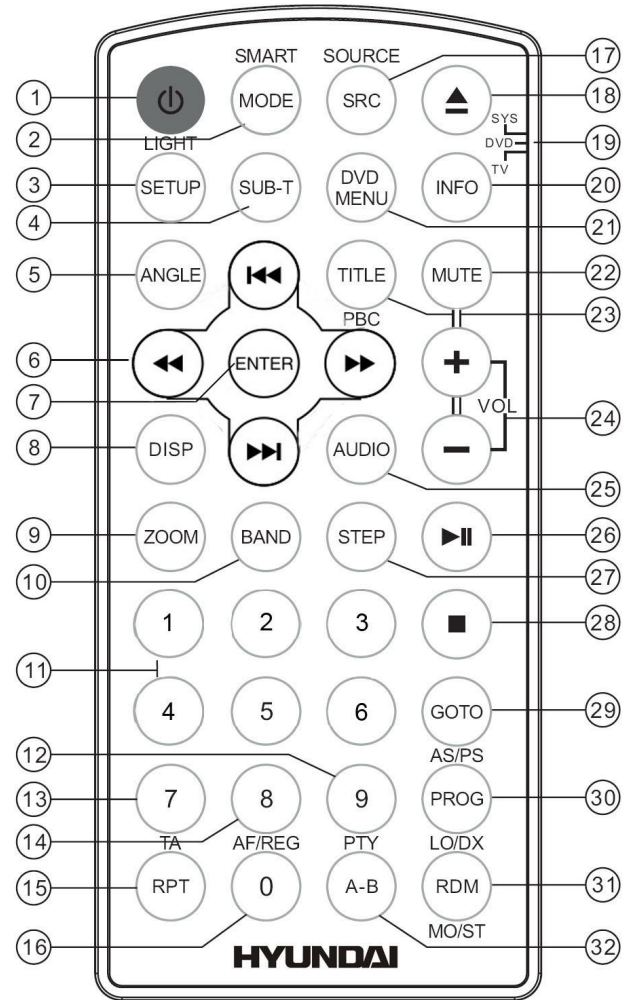 SMART SOURCE
1 MODE SRC 17
2 18
LIGHT SYS
DVD 19
TV
3 SETUP SUB-T DVD MENU INFO 20
4 21
5 ANGLE TITLE MUTE 22
PBC 23
6 ENTER + VOL 24
7
8 DISP AUDIO − 25
9 ZOOM BAND STEP 26
10 27
1 2 3 28
11
4 5 6 GOTO 29
12 AS/PS
13 7 8 9 PROG 30
14 TA AF/REG PTY LO/DX
15 RPT 0 A-B RDM 31
16 MO/ST 32
HYUNDAI